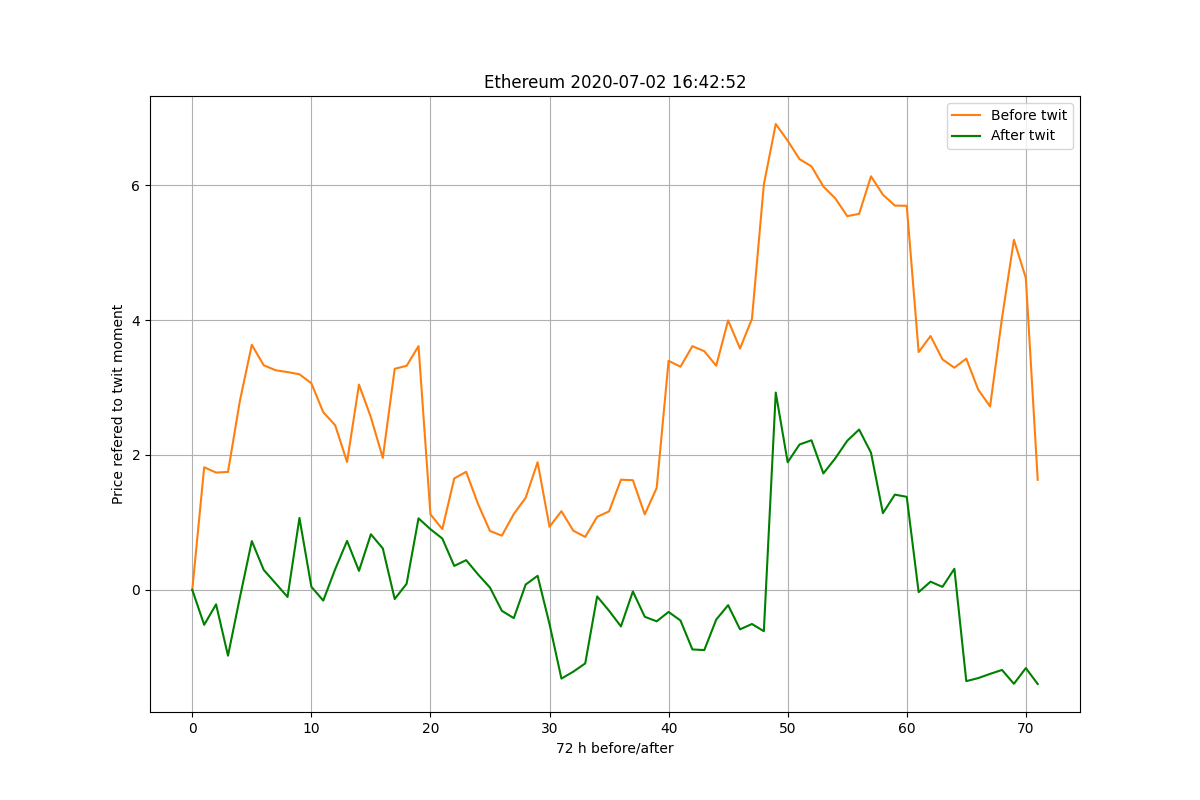 Ethereum 2020-07-02 16:42:52
Before twit
After twit
Price refered to twit moment
6
4
2
0
0 10 20 30 40 50 60 70
72 h before/after